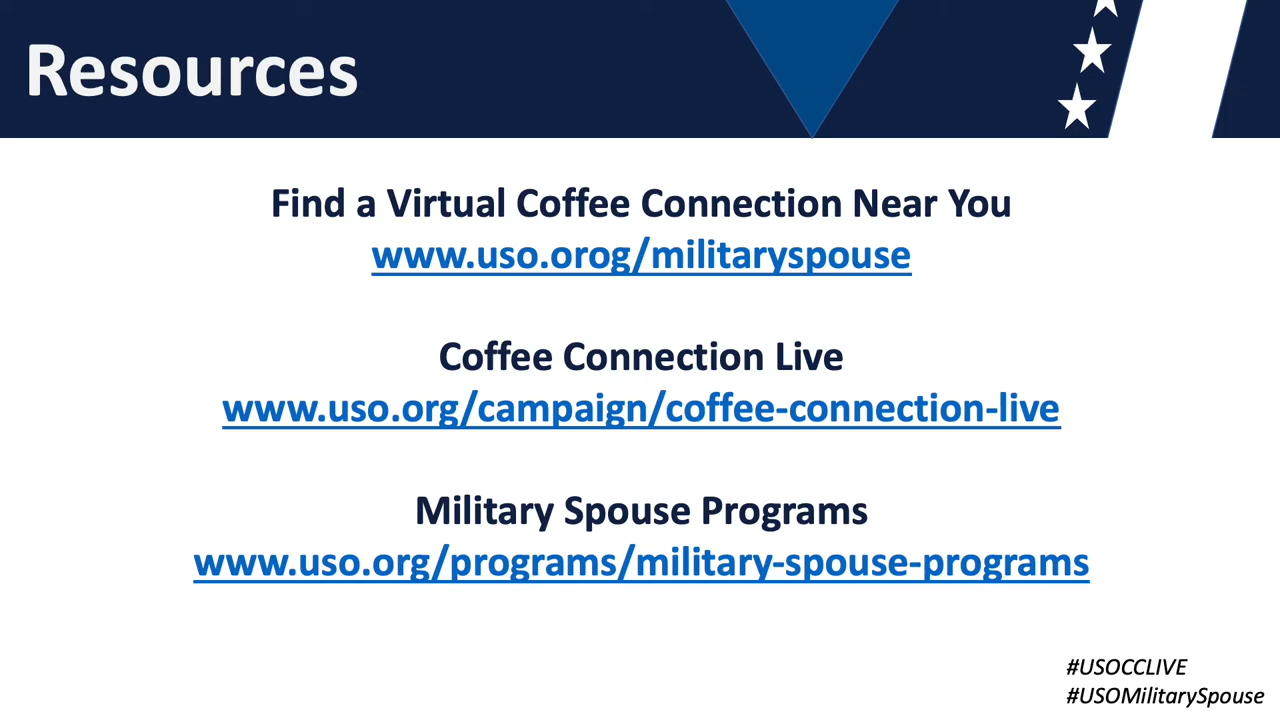 Resources
Find a Virtual Coffee Connection Near You
www.uso.orog/militaryspouse
Coffee Connection Live
www.uso.org/campaign/coffee-connection-live
Military Spouse Programs
www.uso.org/programs/military-spouse-programs
#USOCCLIVE
#USOMilitarySpouse